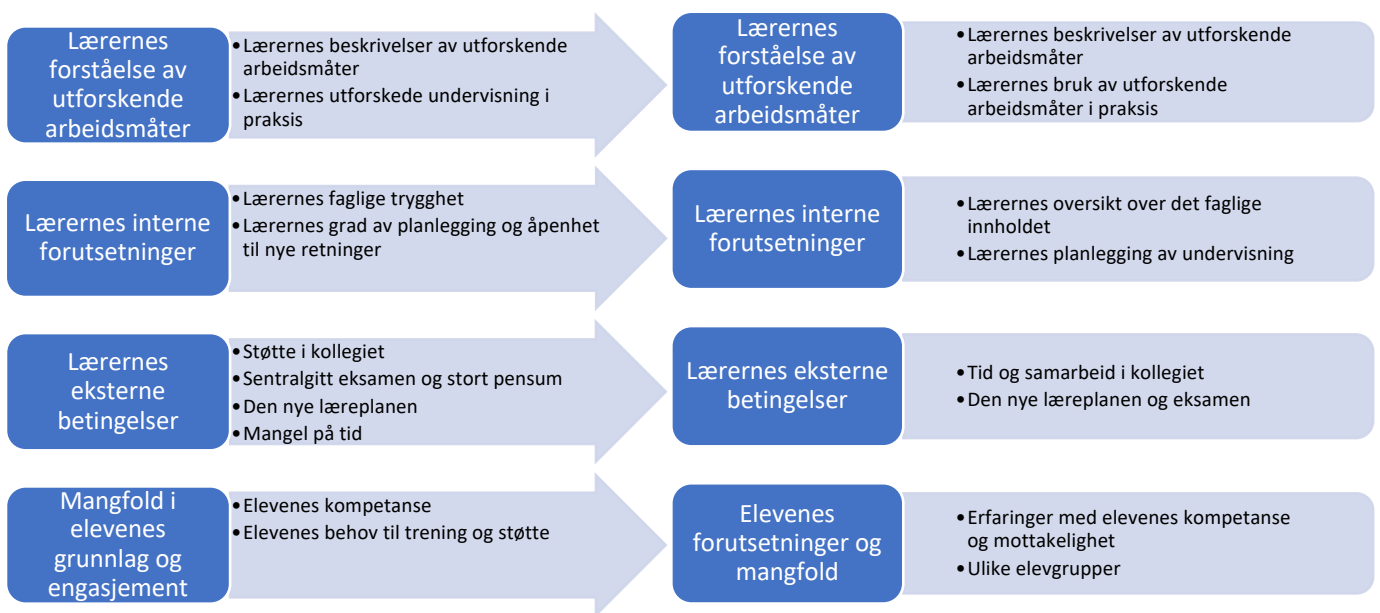 Lærernes
forståelse av
utforskende
arbeidsmåter
•Lærernes beskrivelser av utforskende
arbeidsmåter
•Lærernes utforskede undervisning i
praksis
Lærernes
forståelse av
utforskende
arbeidsmåter
•Lærernes beskrivelser av utforskende
arbeidsmåter
•Lærernes bruk av utforskende
arbeidsmåter i praksis
Lærernes interne
forutsetninger
•Lærernes faglige trygghet
•Lærernes grad av planlegging og åpenhet
til nye retninger
Lærernes interne
forutsetninger
•Lærernes oversikt over det faglige
innholdet
•Lærernes planlegging av undervisning
Lærernes
eksterne
betingelser
•Støtte i kollegiet
•Sentralgitt eksamen og stort pensum
•Den nye læreplanen
•Mangel på tid
Lærernes eksterne
betingelser
•Tid og samarbeid i kollegiet
•Den nye læreplanen og eksamen
Mangfold i
elevenes
grunnlag og
engasjement
•Elevenes kompetanse
•Elevenes behov til trening og støtte
Elevenes
forutsetninger og
mangfold
•Erfaringer med elevenes kompetanse
og mottakelighet
•Ulike elevgrupper